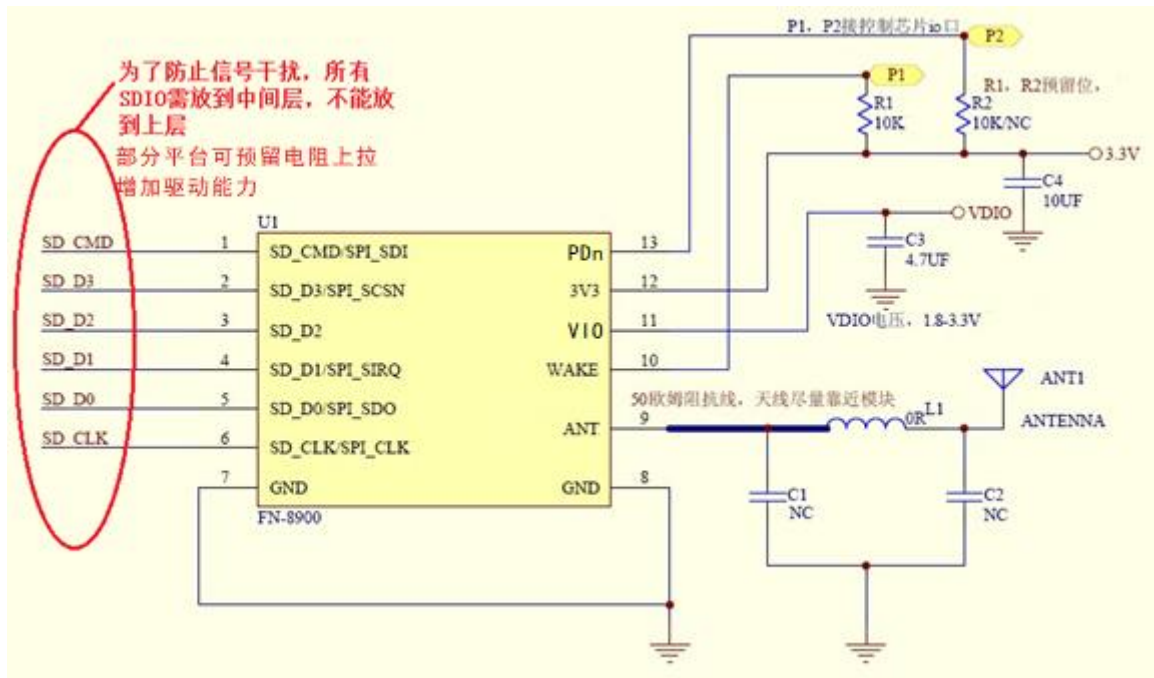 P1，P2接控制芯片io口
P2
P1
为了防止信号干扰，所有
SDIO需放到中间层，不能放
到上层
部分平台可预留电阻上拉
增加驱动能力
R1，R2预留位，
R1
10K
R2
10K/NC
3.3V
C4
10UF
VDIO
C3
4.7UF
VDIO电压，1.8-3.3V
U1
SD_CMD 1 SD_CMD/SPI_SDI PDn 13
SD_D3 2 SD_D3/SPI_SCSN 3V3 12
SD_D2 3 SD_D2 VIO 11
SD_D1 4 SD_D1/SPI_SIRQ WAKE 10
SD_D0 5 SD_D0/SPI_SDO ANT 9
SD_CLK 6 SD_CLK/SPI_CLK
7 GND GND 8
FN-8900
50欧姆阻抗线，天线尽量靠近模块
0R L1
ANT1
ANTENNA
C1
NC
C2
NC